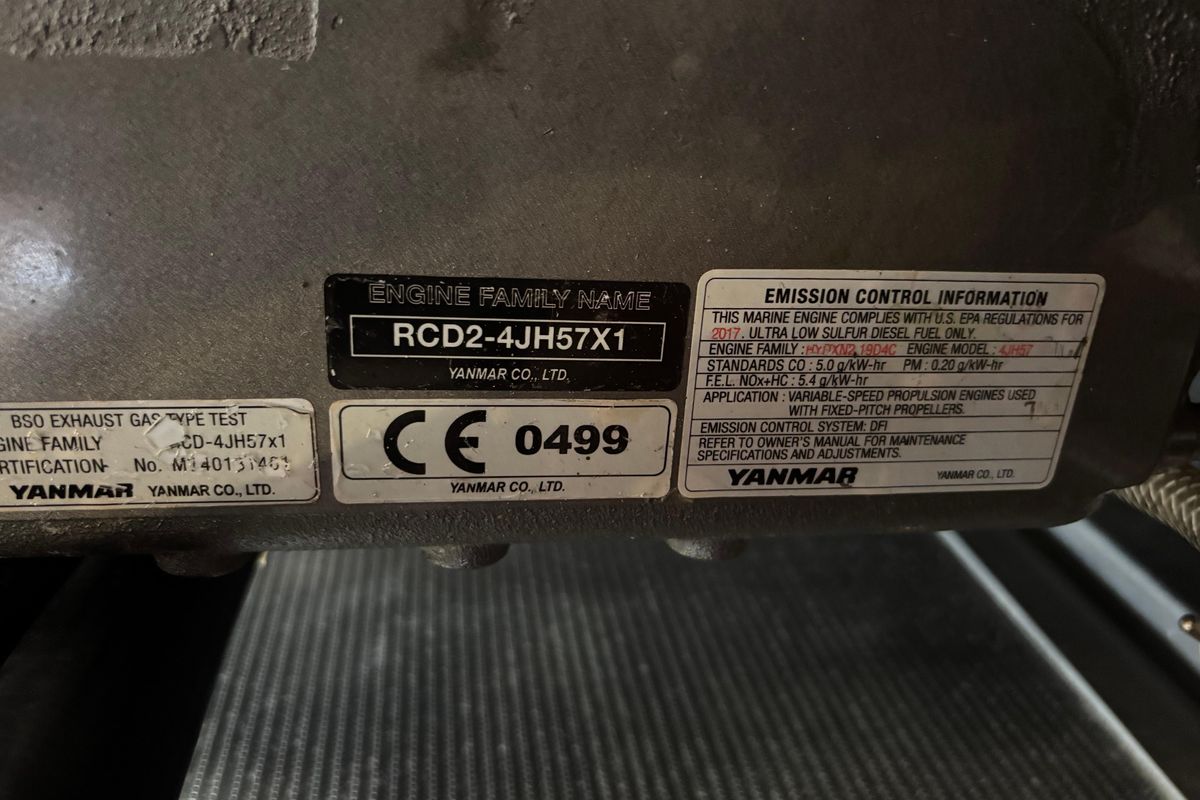 ENGINE FAMILY NAME
RCD2-4JH57X1
YANMAR CO., LTD.
BSO EXHAUST GAS TYPE TEST
GINE FAMILY CD-4JH57x1
RTIFICATION No.
YANMAR YANMAR CO., LTD.
CE 0499
YANMAR CO., LTD.
EMISSION CONTROL INFORMATION
THIS MARINE ENGINE COMPLIES WITH U.S. EPA REGULATIONS FOR
2017. ULTRA LOW SULFUR DIESEL FUEL ONLY.
ENGINE FAMILY : HYPXN2.19D4C ENGINE MODEL : 4JH57
STANDARDS CO : 5.0 g/kW-hr PM : 0.20 g/kW-hr
F.E.L. NOx+HC : 5.4 g/kW-hr
APPLICATION : VARIABLE-SPEED PROPULSION ENGINES USED
WITH FIXED-PITCH PROPELLERS.
EMISSION CONTROL SYSTEM: DFI
REFER TO OWNER'S MANUAL FOR MAINTENANCE
SPECIFICATIONS AND ADJUSTMENTS.
YANMAR YANMAR CO., LTD.